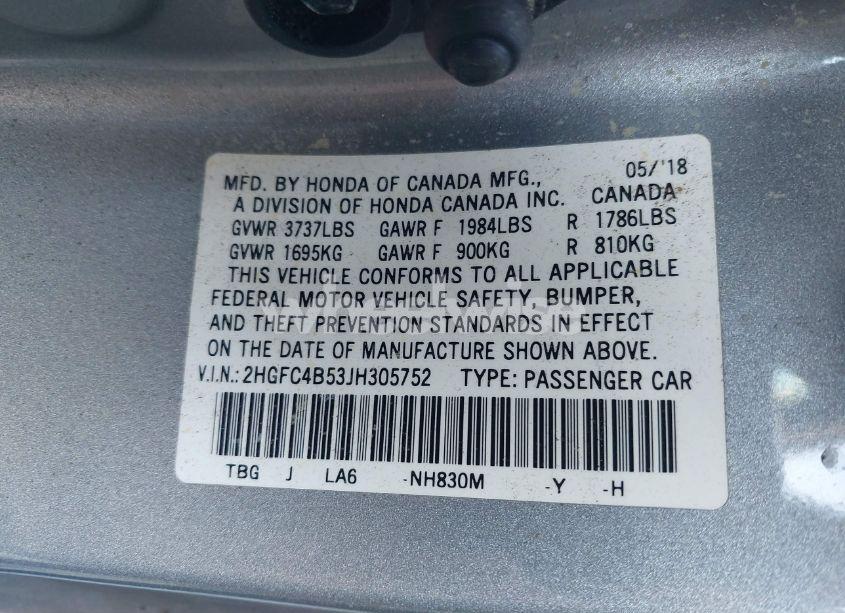 MFD. BY HONDA OF CANADA MFG., 05/'18
A DIVISION OF HONDA CANADA INC. CANADA
GVWR 3737LBS GAWR F 1984LBS R 1786LBS
GVWR 1695KG GAWR F 900KG R 810KG
THIS VEHICLE CONFORMS TO ALL APPLICABLE
FEDERAL MOTOR VEHICLE SAFETY, BUMPER,
AND THEFT PREVENTION STANDARDS IN EFFECT
ON THE DATE OF MANUFACTURE SHOWN ABOVE.
V.I.N.: 2HGFC4B53JH305752 TYPE: PASSENGER CAR
TBG J LA6 -NH830M -Y -H